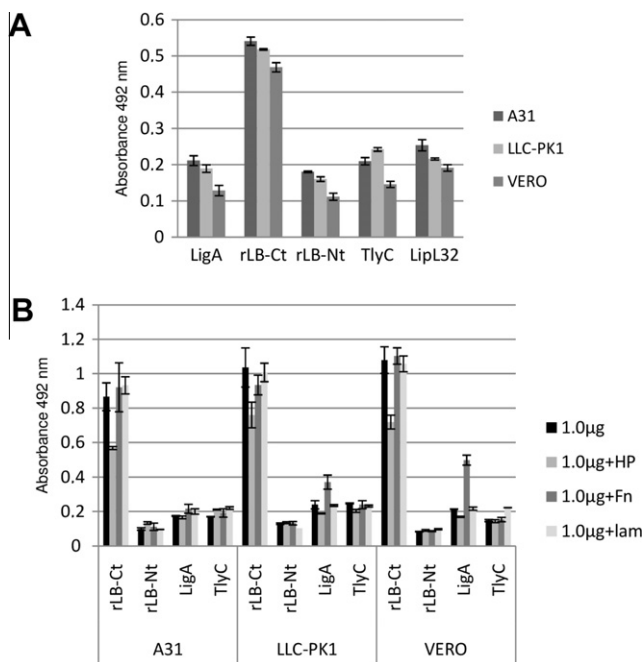 A
Absorbance 492 nm
0.6
0.5
0.4
0.3
0.2
0.1
0
LigA rLB-Ct rLB-Nt TlyC LipL32
A31
LLC-PK1
VERO
B
Absorbance 492 nm
1.4
1.2
1
0.8
0.6
0.4
0.2
0
rLB-Ct rLB-Nt LigA TlyC rLB-Ct rLB-Nt LigA TlyC rLB-Ct rLB-Nt LigA TlyC
A31 LLC-PK1 VERO
1.0µg
1.0µg+HP
1.0µg+Fn
1.0µg+lam